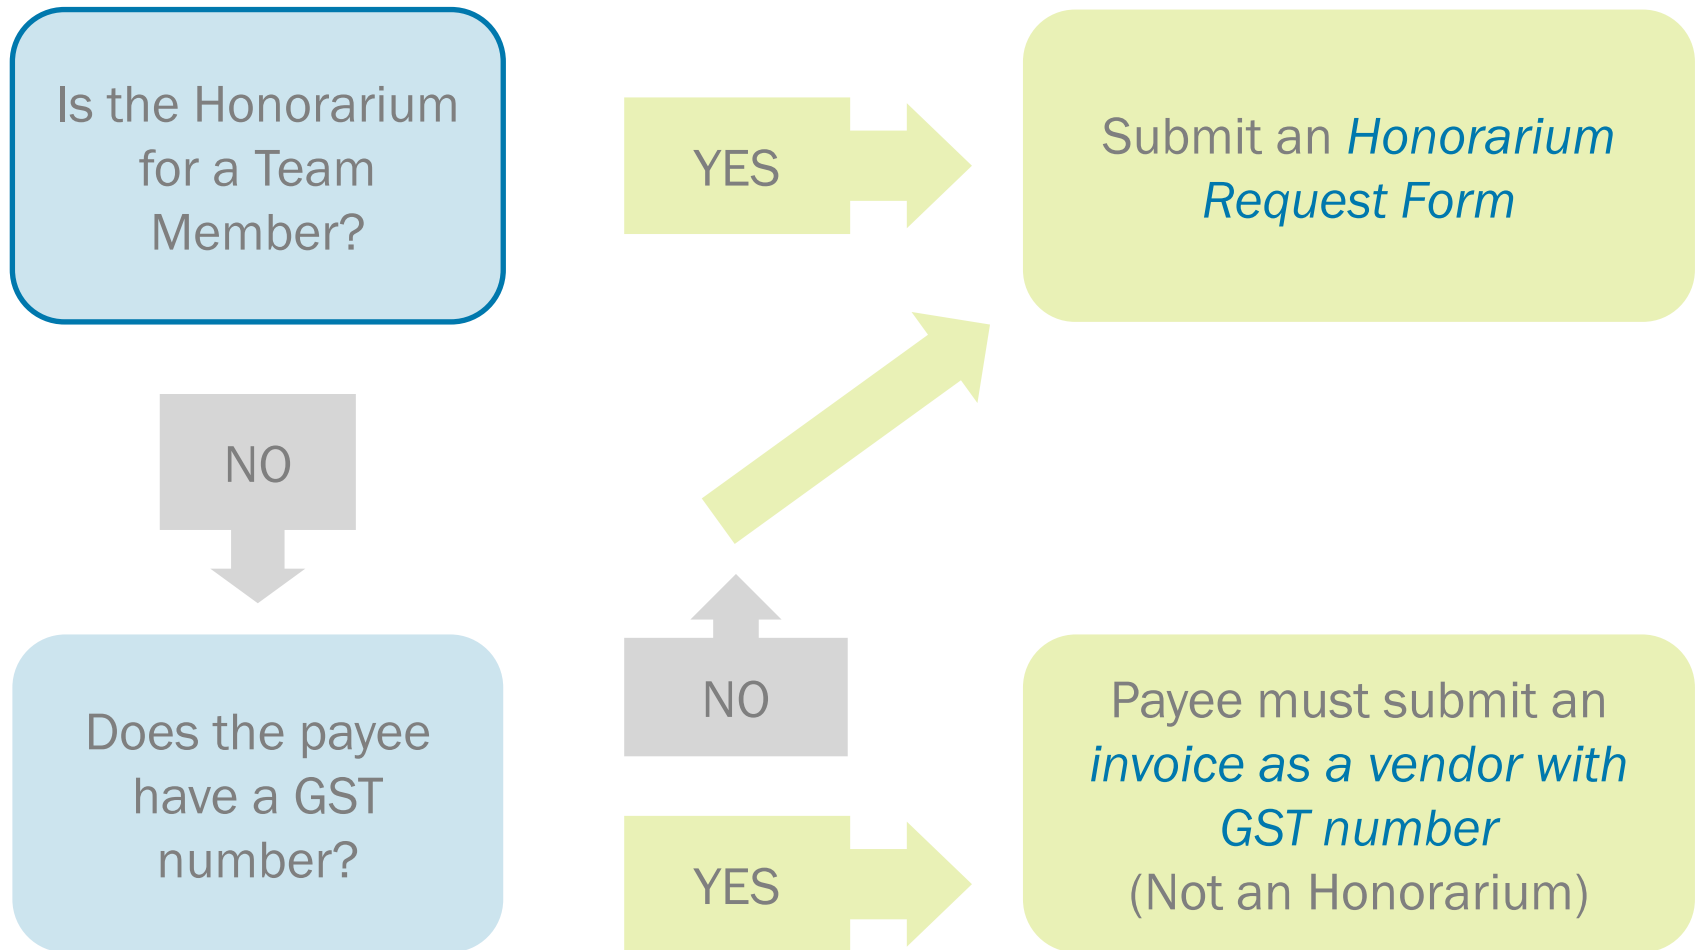 Is the Honorarium
for a Team
Member?
YES
Submit an Honorarium
Request Form
NO
Does the payee
have a GST
number?
NO
YES
Payee must submit an
invoice as a vendor with
GST number
(Not an Honorarium)